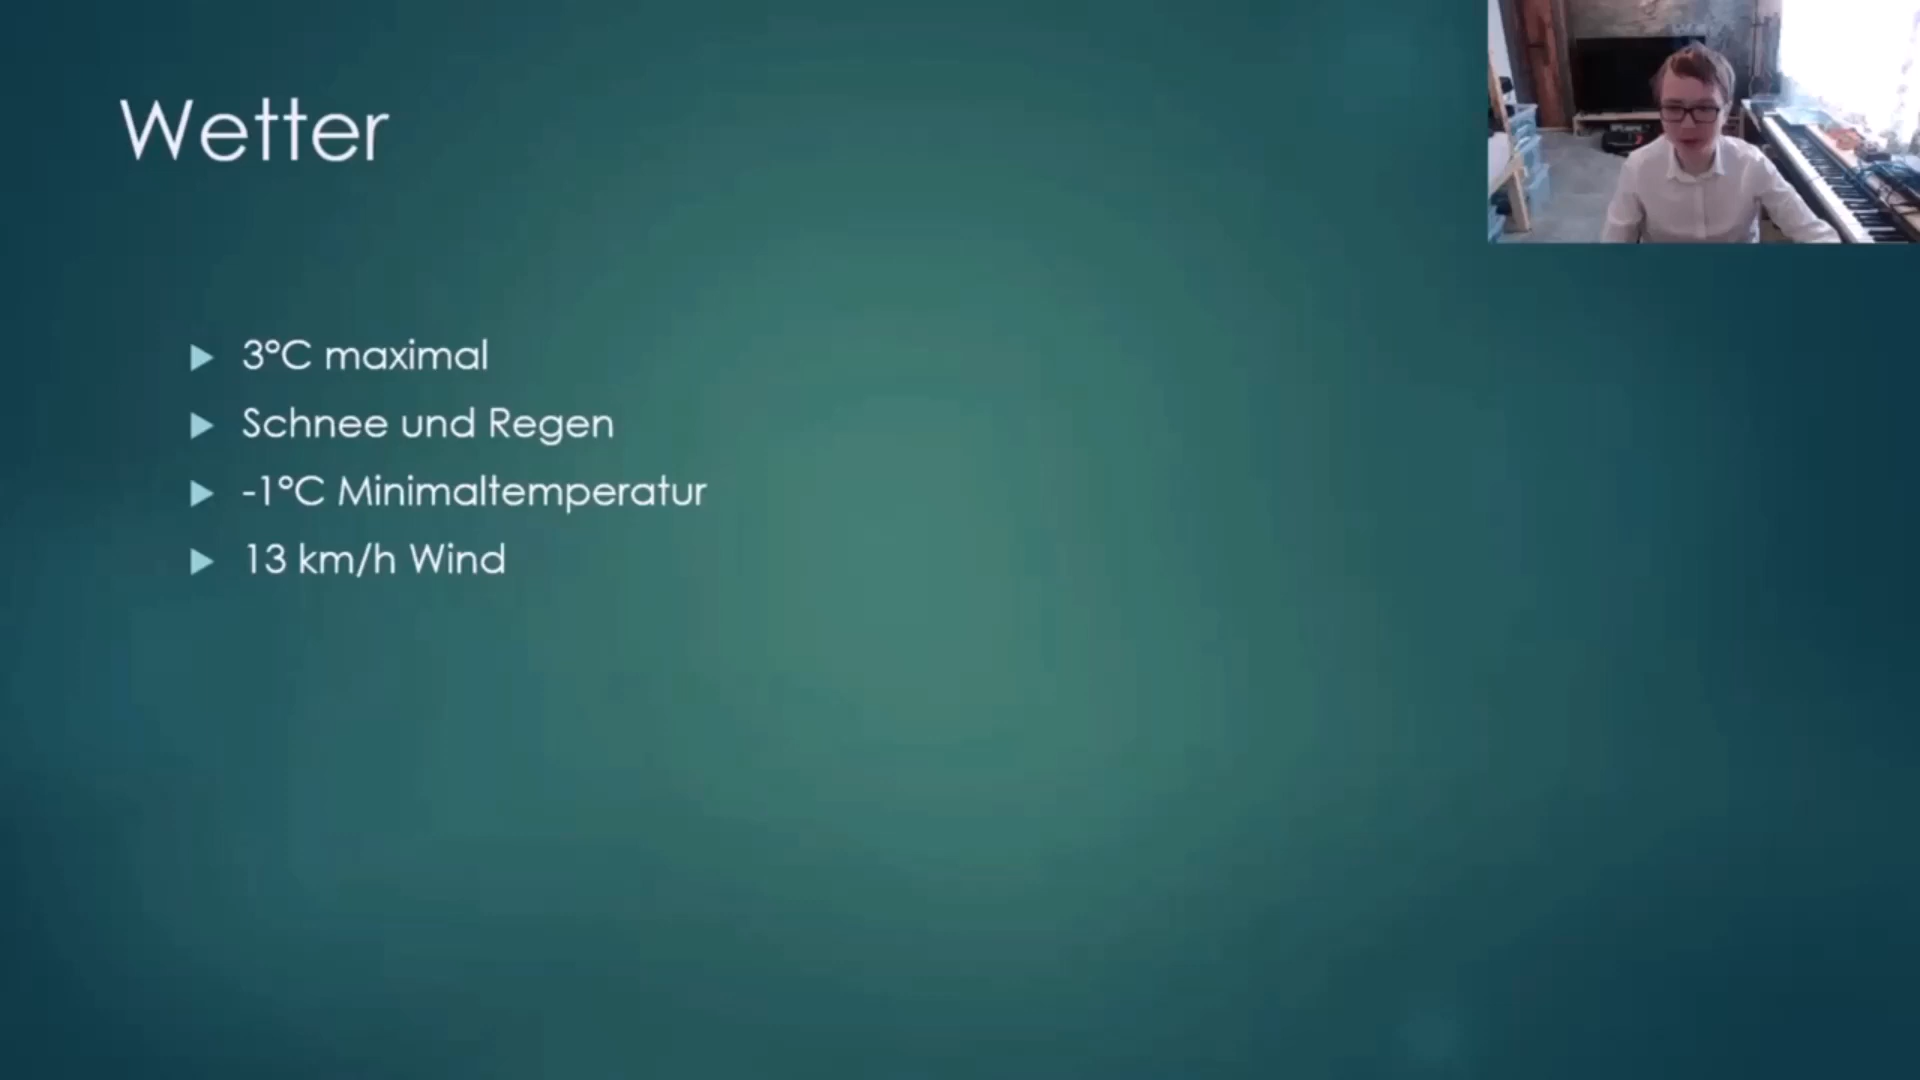 Wetter
3°C maximal
Schnee und Regen
-1°C Minimaltemperatur
13 km/h Wind